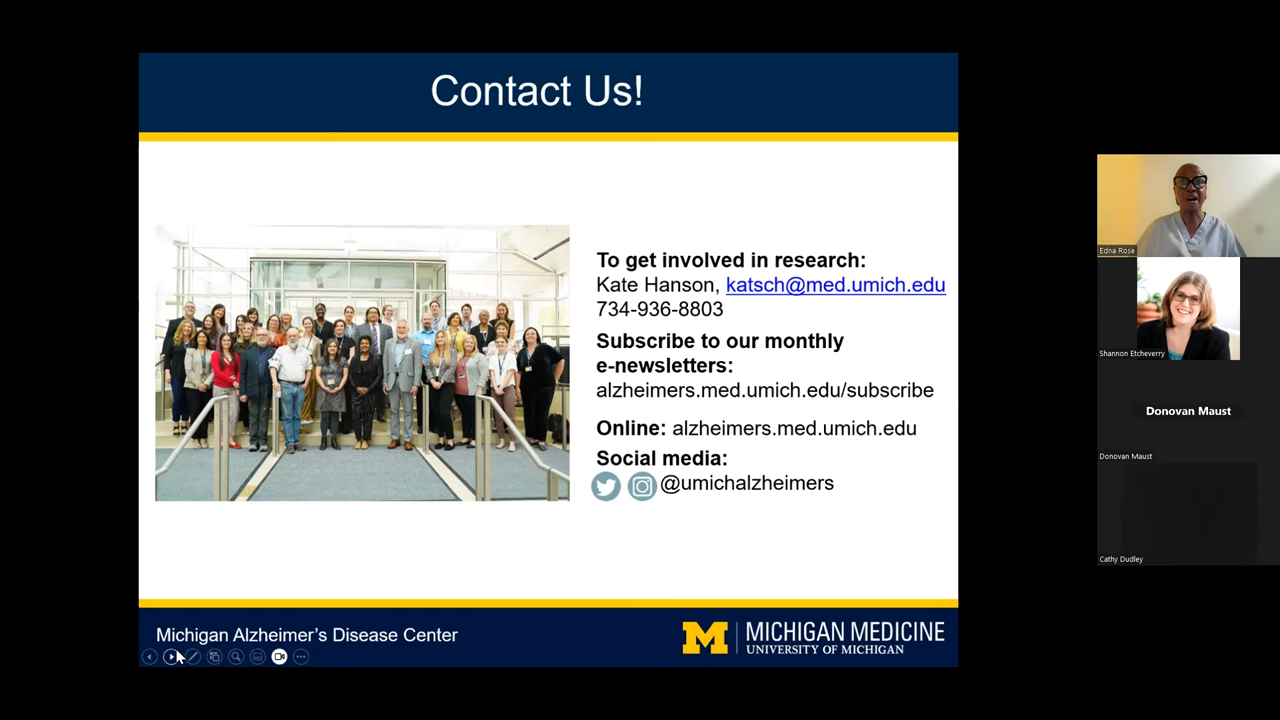 Contact Us!
To get involved in research:
Kate Hanson, katsch@med.umich.edu
734-936-8803
Subscribe to our monthly
e-newsletters:
alzheimers.med.umich.edu/subscribe
Online: alzheimers.med.umich.edu
Social media:
@umichalzheimers
Michigan Alzheimer's Disease Center
M MICHIGAN MEDICINE
UNIVERSITY OF MICHIGAN
Edna Rose
Shannon Etcheverry
Donovan Maust
Donovan Maust
Cathy Dudley